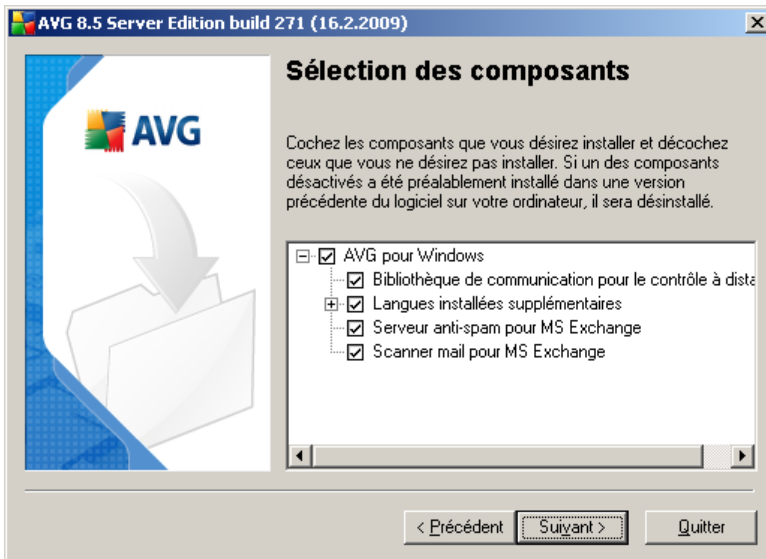 AVG 8.5 Server Edition build 271 (16.2.2009)
AVG
Sélection des composants
Cochez les composants que vous désirez installer et décochez
ceux que vous ne désirez pas installer. Si un des composants
désactivés a été préalablement installé dans une version
précédente du logiciel sur votre ordinateur, il sera désinstallé.
AVG pour Windows
Bibliothèque de communication pour le contrôle à dista
Langues installées supplémentaires
Serveur anti-spam pour MS Exchange
Scanner mail pour MS Exchange
< Précédent
Suivant >
Quitter